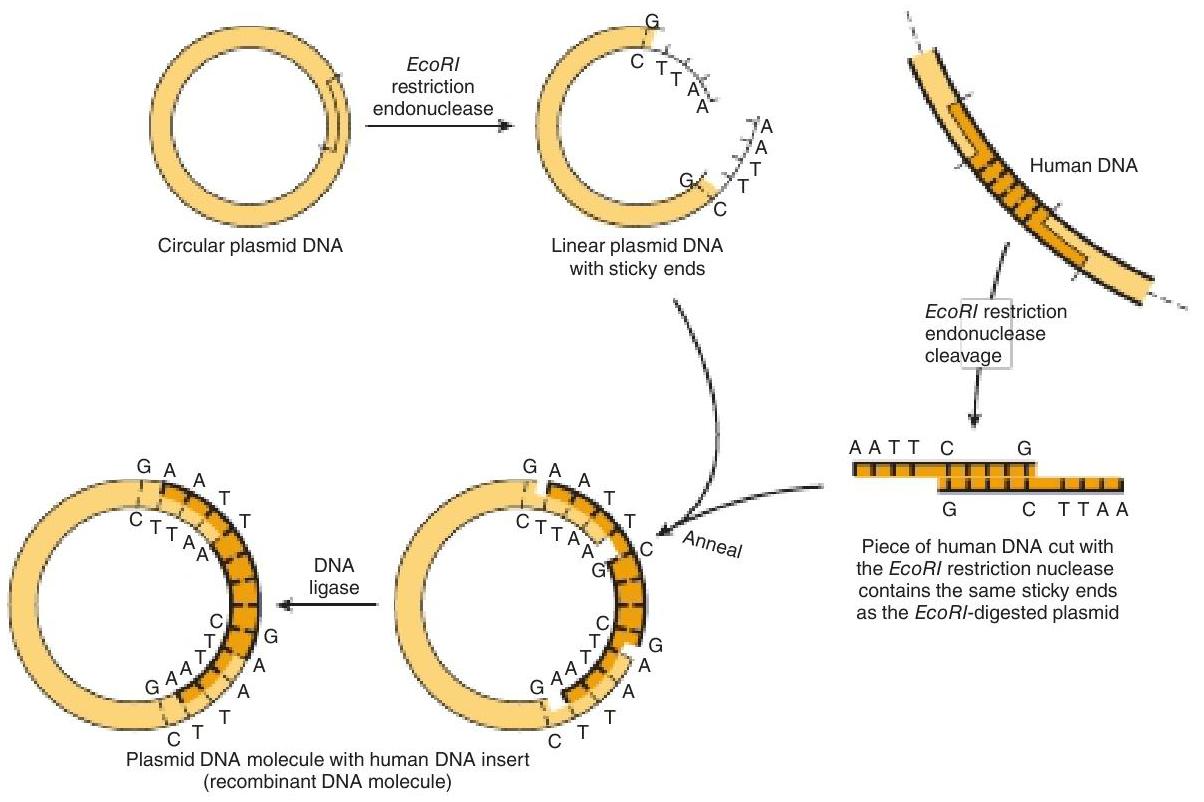 EcoRI
restriction
endonuclease
Circular plasmid DNA
G
C T T A A
A A T T C
G
Linear plasmid DNA
with sticky ends
Human DNA
EcoRI restriction
endonuclease
cleavage
A A T T C G
G C T T A A
Piece of human DNA cut with
the EcoRI restriction nuclease
contains the same sticky ends
as the EcoRI-digested plasmid
Anneal
G A A T T C
C T T A A G
C T T A A G
G A A T T C
DNA
ligase
G A A T T
C T T A A
C T T A A G
G A A T T C
Plasmid DNA molecule with human DNA insert
(recombinant DNA molecule)